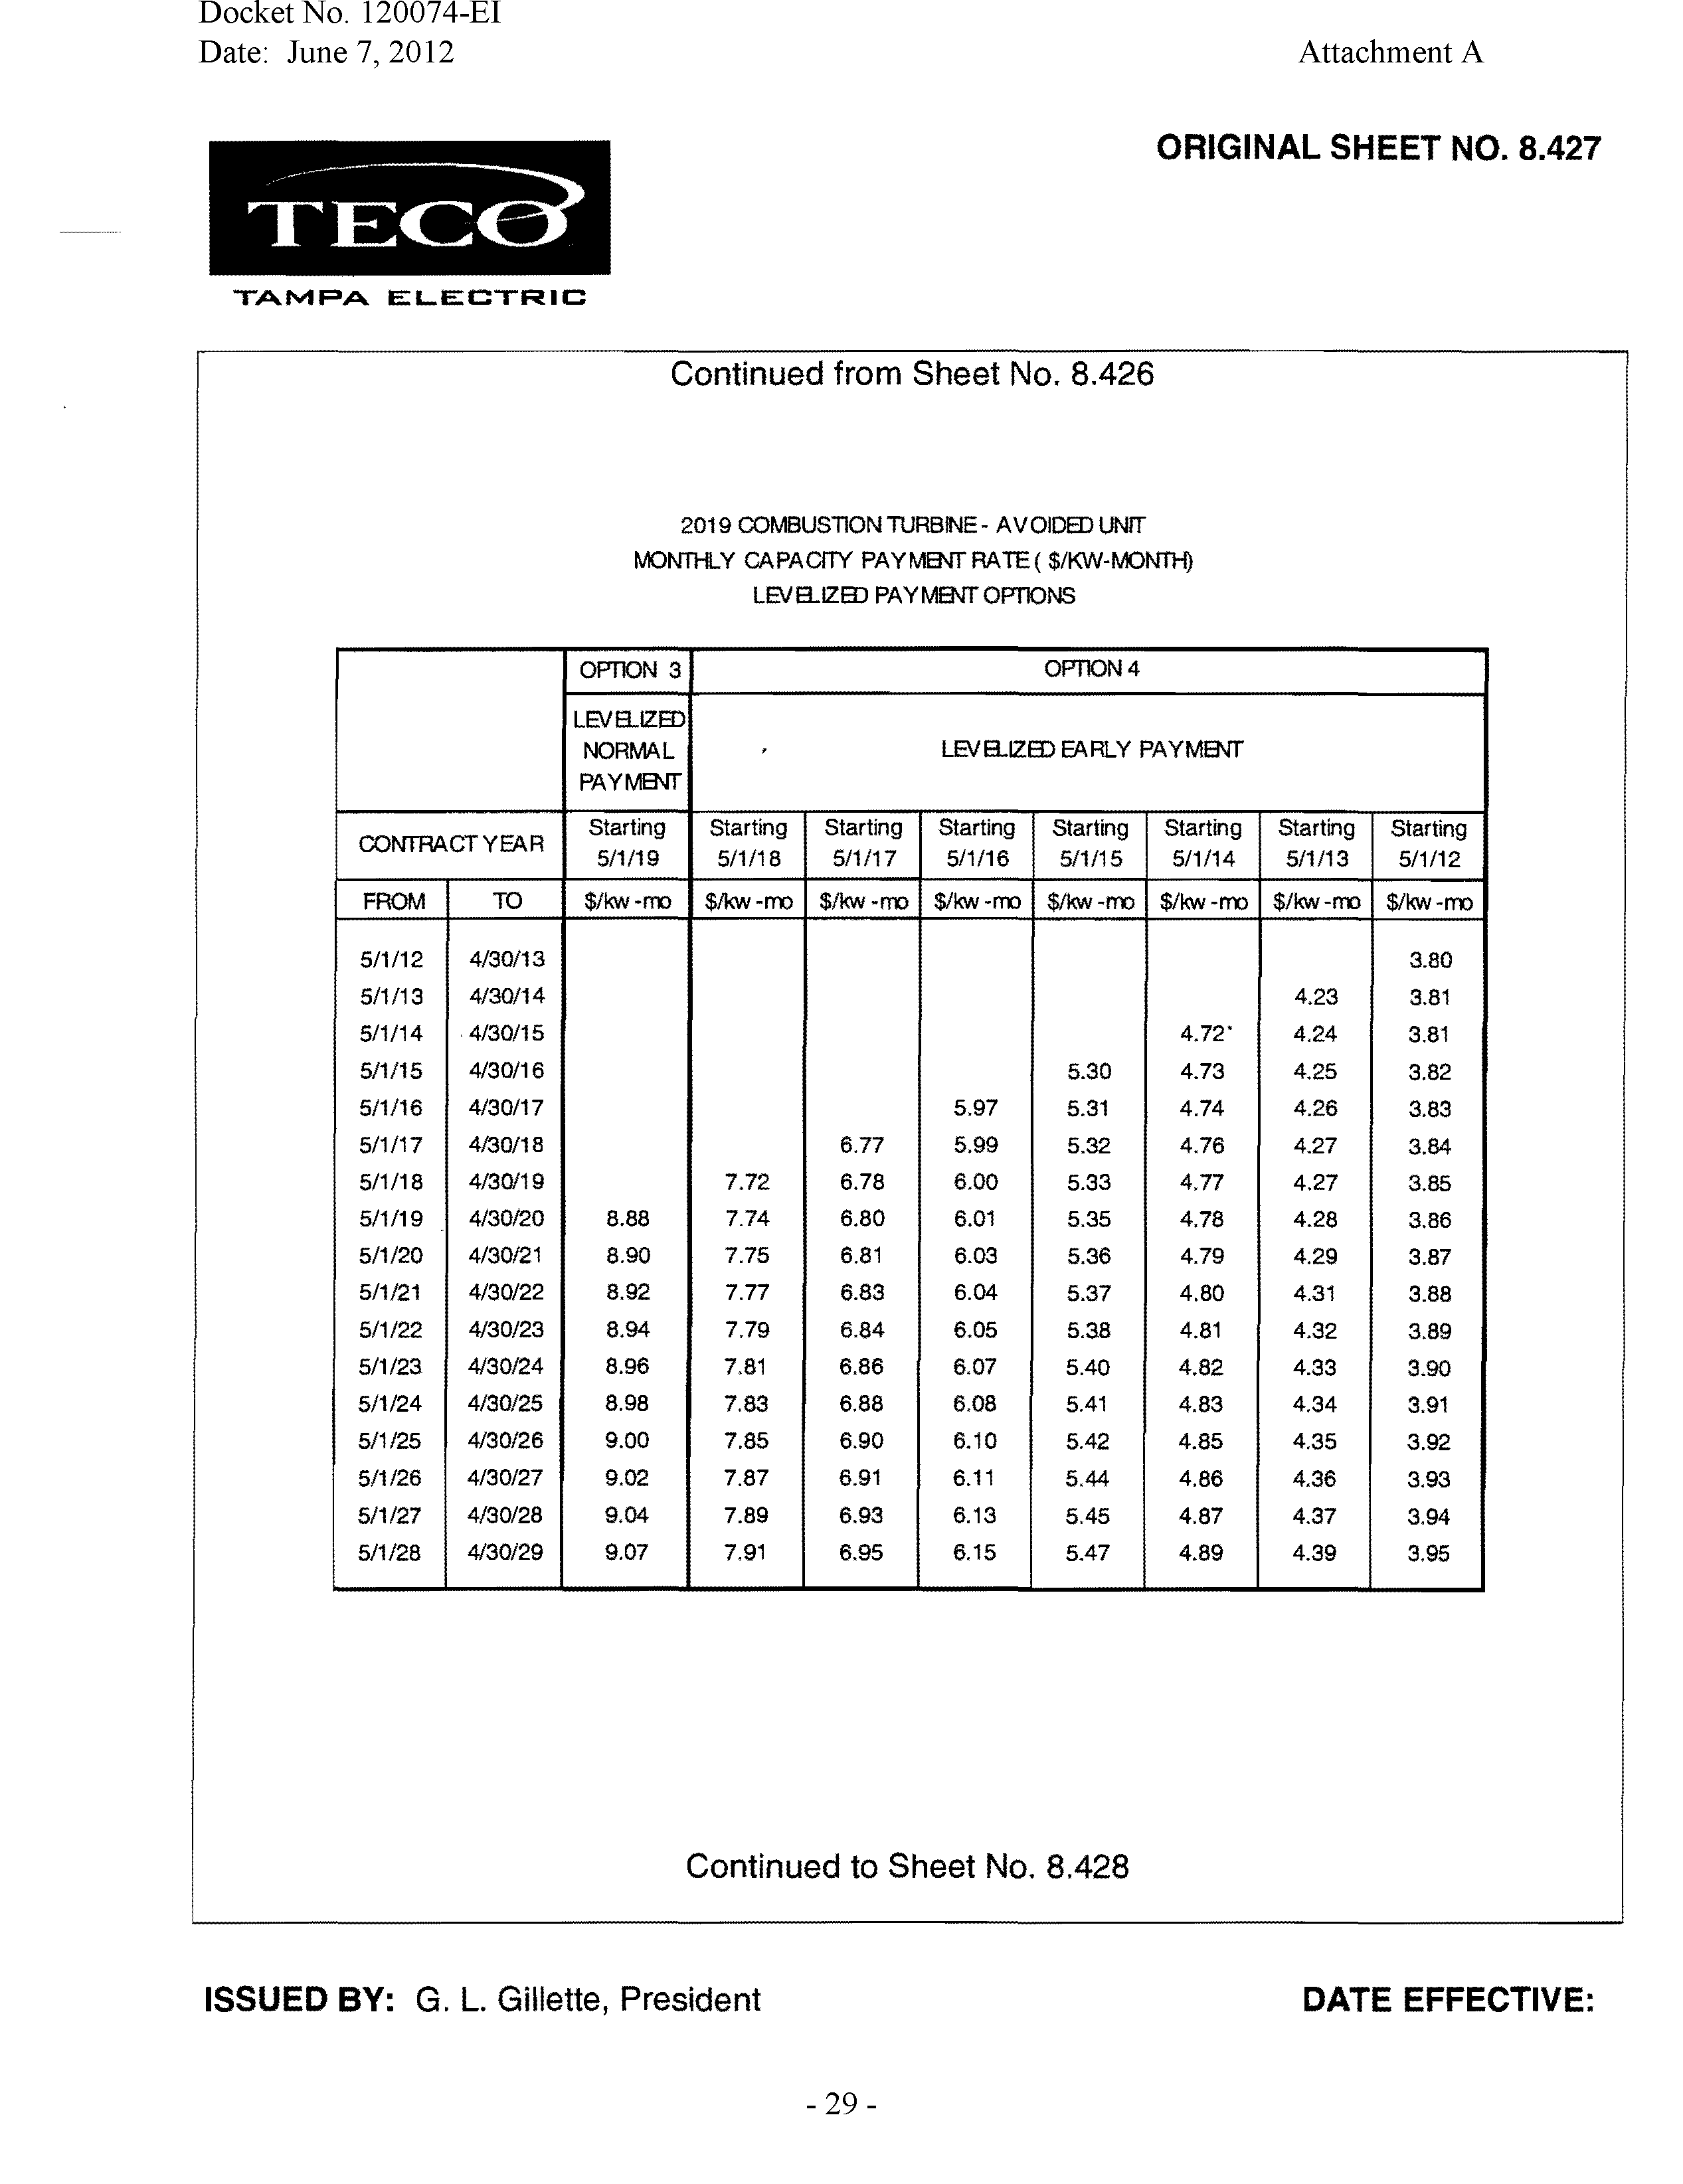 Docket No. 120074-EI
Date: June 7, 2012
Attachment A
ORIGINAL SHEET NO. 8.427
TECO
TAMPA ELECTRIC
Continued from Sheet No. 8.426
2019 COMBUSTION TURBINE - AVOIDED UNIT
MONTHLY CAPACITY PAYMENT RATE ( $/KW-MONTH)
LEVELIZED PAYMENT OPTIONS
OPTION 3 OPTION 4
LEVELIZED
NORMAL
PAYMENT
LEVELIZED EARLY PAYMENT
CONTRACT YEAR
Starting Starting Starting Starting Starting Starting Starting Starting
5/1/19 5/1/18 5/1/17 5/1/16 5/1/15 5/1/14 5/1/13 5/1/12
FROM TO $/kw-mo $/kw-mo $/kw-mo $/kw-mo $/kw-mo $/kw-mo $/kw-mo $/kw-mo
5/1/12 4/30/13 3.80
5/1/13 4/30/14 4.23 3.81
5/1/14 4/30/15 4.72 4.24 3.81
5/1/15 4/30/16 5.30 4.73 4.25 3.82
5/1/16 4/30/17 5.97 5.31 4.74 4.26 3.83
5/1/17 4/30/18 6.77 5.99 5.32 4.76 4.27 3.84
5/1/18 4/30/19 7.72 6.78 6.00 5.33 4.77 4.27 3.85
5/1/19 4/30/20 8.88 7.74 6.80 6.01 5.35 4.78 4.28 3.86
5/1/20 4/30/21 8.90 7.75 6.81 6.03 5.36 4.79 4.29 3.87
5/1/21 4/30/22 8.92 7.77 6.83 6.04 5.37 4.80 4.31 3.88
5/1/22 4/30/23 8.94 7.79 6.84 6.05 5.38 4.81 4.32 3.89
5/1/23 4/30/24 8.96 7.81 6.86 6.07 5.40 4.82 4.33 3.90
5/1/24 4/30/25 8.98 7.83 6.88 6.08 5.41 4.83 4.34 3.91
5/1/25 4/30/26 9.00 7.85 6.90 6.10 5.42 4.85 4.35 3.92
5/1/26 4/30/27 9.02 7.87 6.91 6.11 5.44 4.86 4.36 3.93
5/1/27 4/30/28 9.04 7.89 6.93 6.13 5.45 4.87 4.37 3.94
5/1/28 4/30/29 9.07 7.91 6.95 6.15 5.47 4.89 4.39 3.95
Continued to Sheet No. 8.428
ISSUED BY: G. L. Gillette, President
DATE EFFECTIVE:
- 29 -